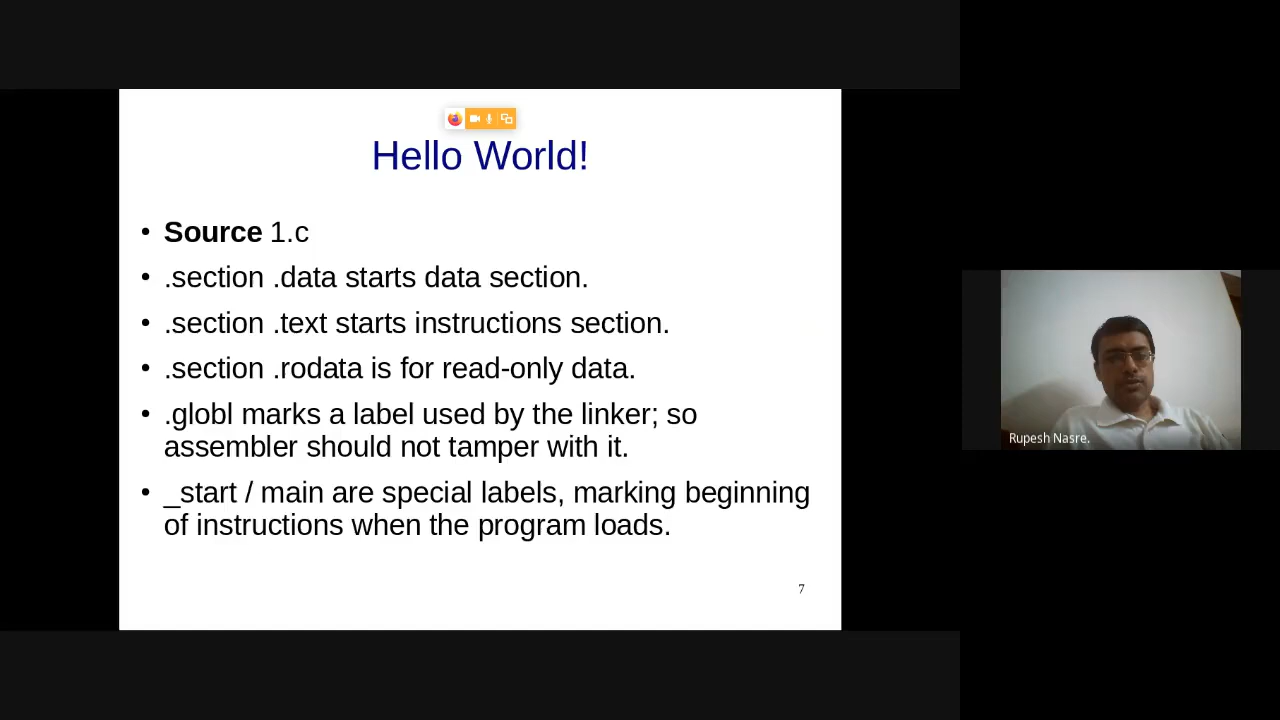 Hello World!
• Source 1.c
• .section .data starts data section.
• .section .text starts instructions section.
• .section .rodata is for read-only data.
• .globl marks a label used by the linker; so
assembler should not tamper with it.
• _start / main are special labels, marking beginning
of instructions when the program loads.
7
Rupesh Nasre.